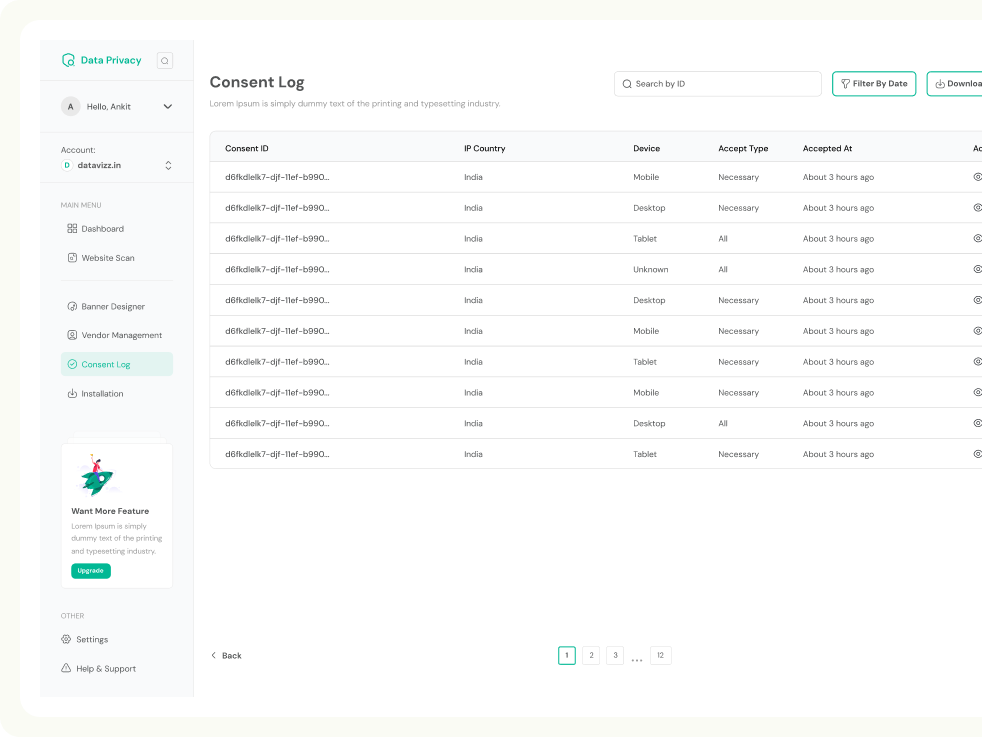 Data Privacy
A Hello, Ankit
Account:
D datavizz.in
MAIN MENU
Dashboard
Website Scan
Banner Designer
Vendor Management
Consent Log
Installation
Want More Feature
Lorem Ipsum is simply
dummy text of the printing
and typesetting industry.
Upgrade
OTHER
Settings
Help & Support
Consent Log
Lorem Ipsum is simply dummy text of the printing and typesetting industry.
Search by ID
Filter By Date
Downloa
Consent ID IP Country Device Accept Type Accepted At Ac
d6fkdlelk7-djf-11ef-b990... India Mobile Necessary About 3 hours ago
d6fkdlelk7-djf-11ef-b990... India Desktop Necessary About 3 hours ago
d6fkdlelk7-djf-11ef-b990... India Tablet All About 3 hours ago
d6fkdlelk7-djf-11ef-b990... India Unknown All About 3 hours ago
d6fkdlelk7-djf-11ef-b990... India Desktop Necessary About 3 hours ago
d6fkdlelk7-djf-11ef-b990... India Mobile Necessary About 3 hours ago
d6fkdlelk7-djf-11ef-b990... India Tablet Necessary About 3 hours ago
d6fkdlelk7-djf-11ef-b990... India Mobile Necessary About 3 hours ago
d6fkdlelk7-djf-11ef-b990... India Desktop All About 3 hours ago
d6fkdlelk7-djf-11ef-b990... India Tablet Necessary About 3 hours ago
Back 1 2 3 ... 12